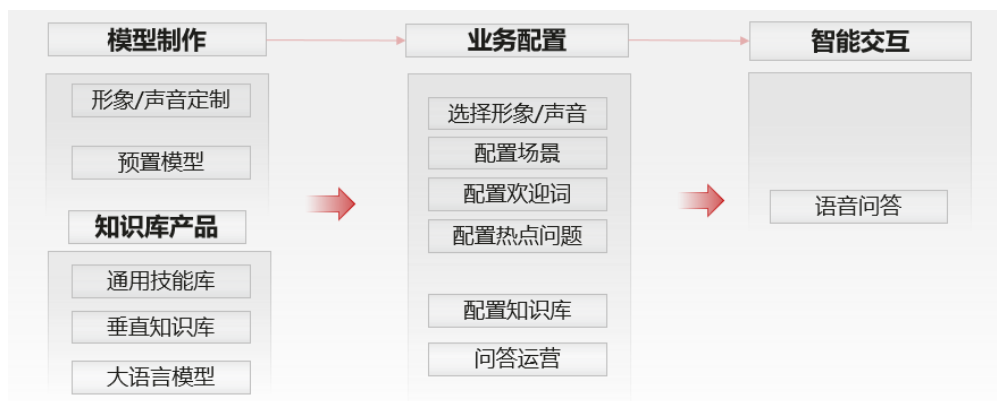 模型制作
形象/声音定制
预置模型
知识库产品
通用技能库
垂直知识库
大语言模型
业务配置
选择形象/声音
配置场景
配置欢迎词
配置热点问题
配置知识库
问答运营
智能交互
语音问答